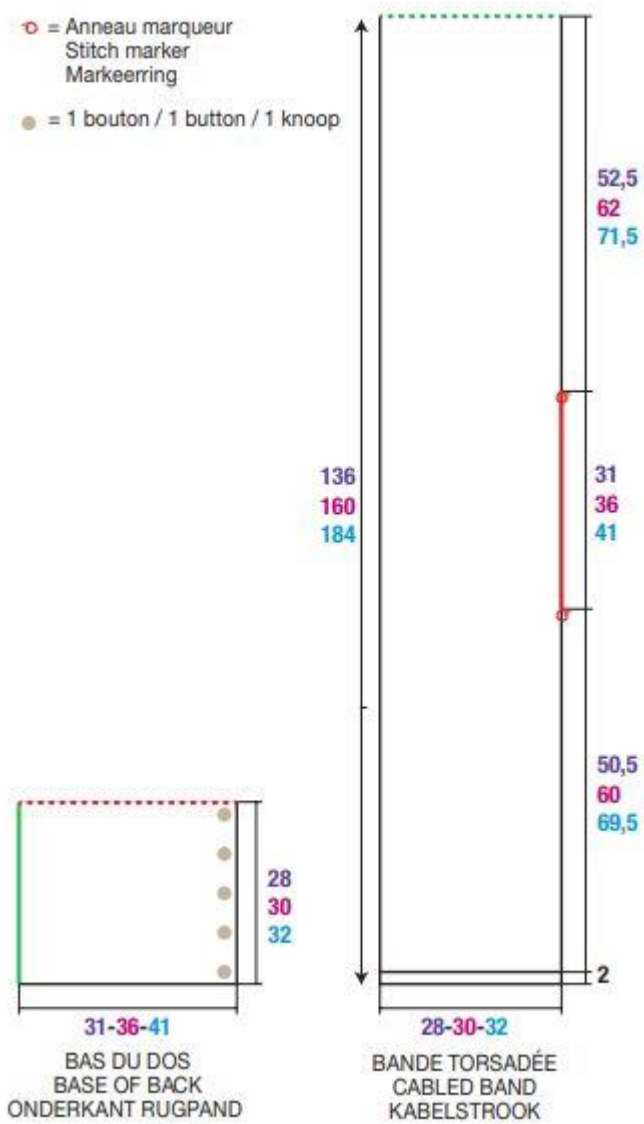 = Anneau marqueur
Stitch marker
Markeerring
= 1 bouton / 1 button / 1 knoop
52,5
62
71,5
136
160
184
31
36
41
50,5
60
69,5
28
30
32
2
31-36-41
28-30-32
BAS DU DOS
BASE OF BACK
ONDERKANT RUGPAND
BANDE TORSADÉE
CABLED BAND
KABELSTROOK